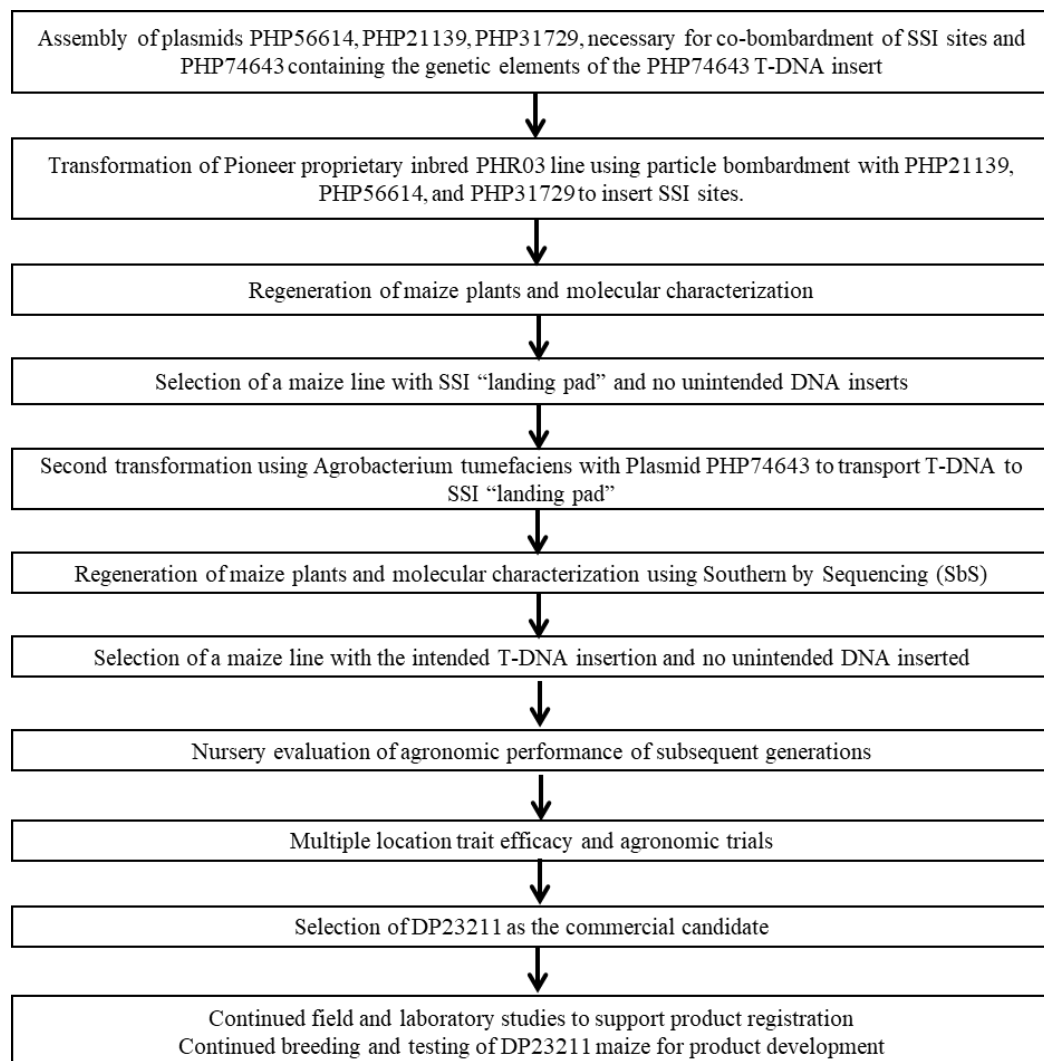 Assembly of plasmids PHP56614, PHP21139, PHP31729, necessary for co-bombardment of SSI sites and
PHP74643 containing the genetic elements of the PHP74643 T-DNA insert
Transformation of Pioneer proprietary inbred PHR03 line using particle bombardment with PHP21139,
PHP56614, and PHP31729 to insert SSI sites.
Regeneration of maize plants and molecular characterization
Selection of a maize line with SSI “landing pad” and no unintended DNA inserts
Second transformation using Agrobacterium tumefaciens with Plasmid PHP74643 to transport T-DNA to
SSI “landing pad”
Regeneration of maize plants and molecular characterization using Southern by Sequencing (SbS)
Selection of a maize line with the intended T-DNA insertion and no unintended DNA inserted
Nursery evaluation of agronomic performance of subsequent generations
Multiple location trait efficacy and agronomic trials
Selection of DP23211 as the commercial candidate
Continued field and laboratory studies to support product registration
Continued breeding and testing of DP23211 maize for product development